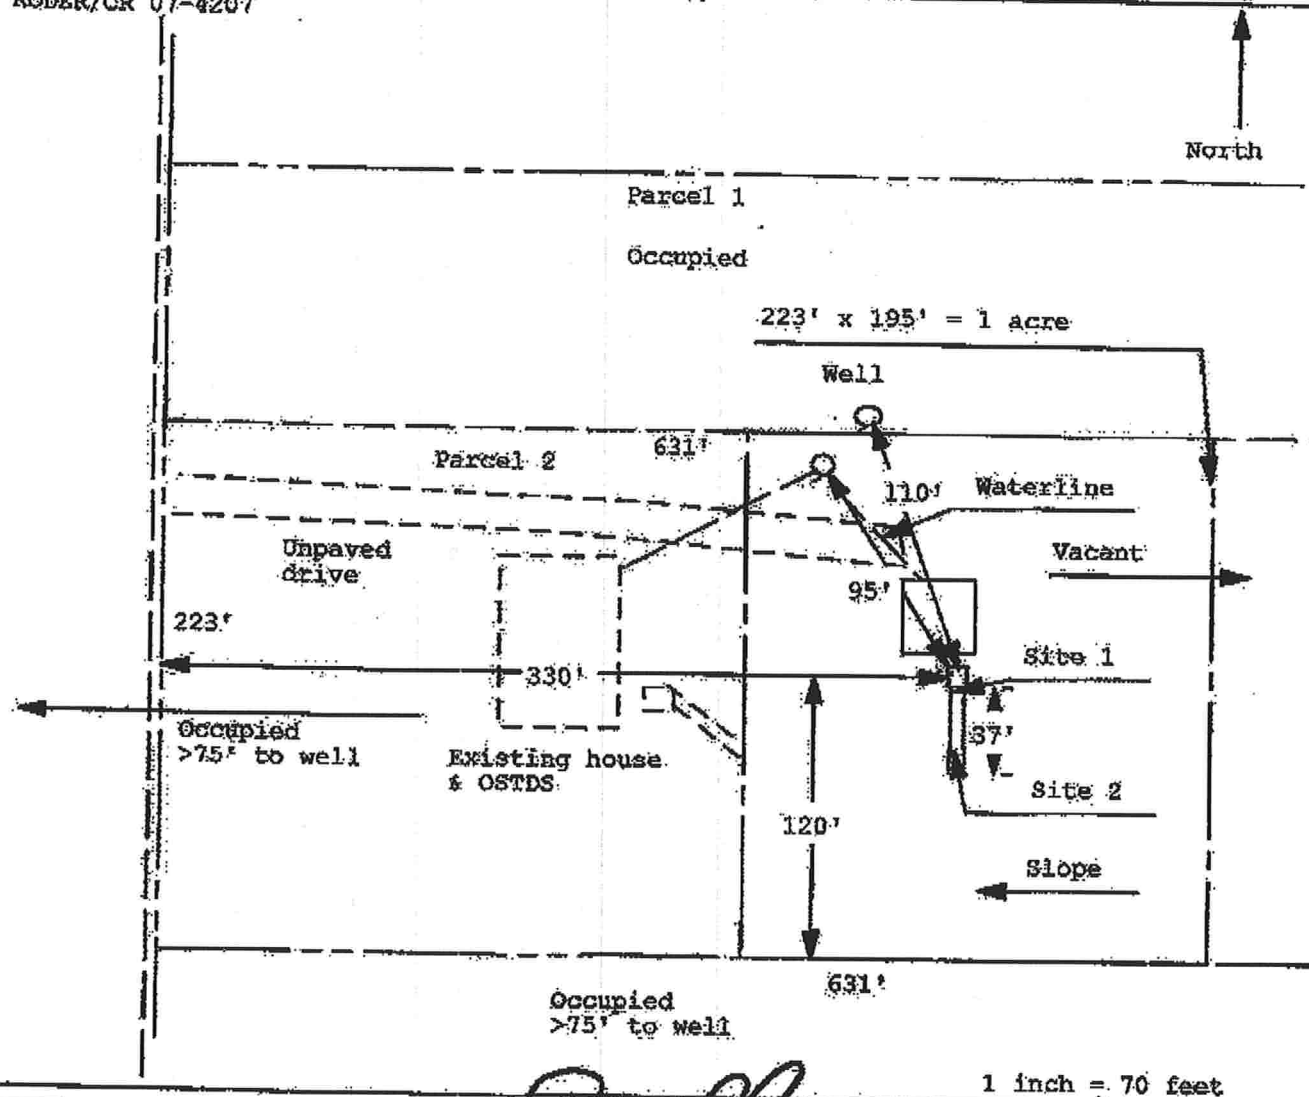 North
Parcel 1
Occupied
223' x 195' = 1 acre
Well
631'
Parcel 2
110'
Waterline
Unpaved
drive
Vacant
95'
223'
330'
Site 1
Occupied
>75' to well
37'
Existing house
& OSTDS
Site 2
120'
Slope
631'
Occupied
>75' to well
1 inch = 70 feet